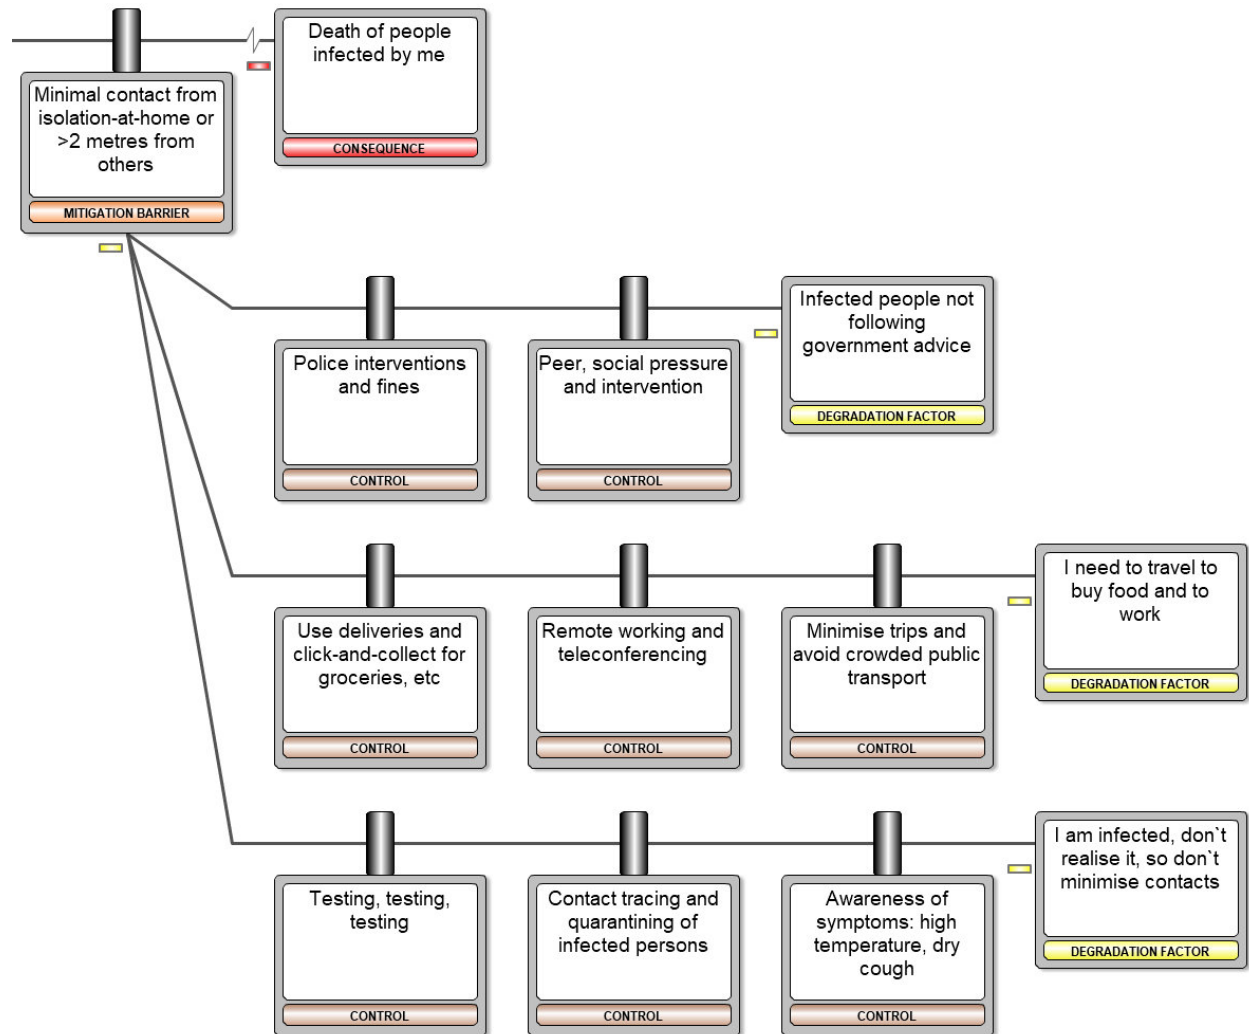 Death of people
infected by me
CONSEQUENCE
Minimal contact from
isolation-at-home or
>2 metres from
others
MITIGATION BARRIER
Police interventions
and fines
CONTROL
Peer, social pressure
and intervention
CONTROL
Infected people not
following
government advice
DEGRADATION FACTOR
Use deliveries and
click-and-collect for
groceries, etc
CONTROL
Remote working and
teleconferencing
CONTROL
Minimise trips and
avoid crowded public
transport
CONTROL
I need to travel to
buy food and to
work
DEGRADATION FACTOR
Testing, testing,
testing
CONTROL
Contact tracing and
quarantining of
infected persons
CONTROL
Awareness of
symptoms: high
temperature, dry
cough
CONTROL
I am infected, don`t
realise it, so don`t
minimise contacts
DEGRADATION FACTOR